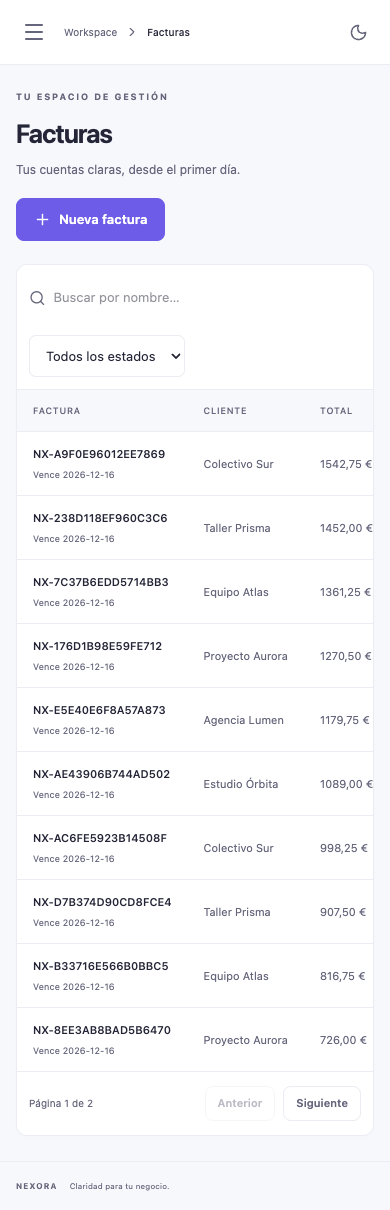 Workspace > Facturas
TU ESPACIO DE GESTIÓN
Facturas
Tus cuentas claras, desde el primer día.
+ Nueva factura
Buscar por nombre...
Todos los estados
FACTURA CLIENTE TOTAL
NX-A9F0E96012EE7869
Vence 2026-12-16
Colectivo Sur
1542,75 €
NX-238D118EF960C3C6
Vence 2026-12-16
Taller Prisma
1452,00 €
NX-7C37B6EDD5714BB3
Vence 2026-12-16
Equipo Atlas
1361,25 €
NX-176D1B98E59FE712
Vence 2026-12-16
Proyecto Aurora
1270,50 €
NX-E5E40E6F8A57A873
Vence 2026-12-16
Agencia Lumen
1179,75 €
NX-AE43906B744AD502
Vence 2026-12-16
Estudio Órbita
1089,00 €
NX-AC6FE5923B14508F
Vence 2026-12-16
Colectivo Sur
998,25 €
NX-D7B374D90CD8FCE4
Vence 2026-12-16
Taller Prisma
907,50 €
NX-B33716E566B0BBC5
Vence 2026-12-16
Equipo Atlas
816,75 €
NX-8EE3AB8BAD5B6470
Vence 2026-12-16
Proyecto Aurora
726,00 €
Página 1 de 2
Anterior
Siguiente
NEXORA Claridad para tu negocio.